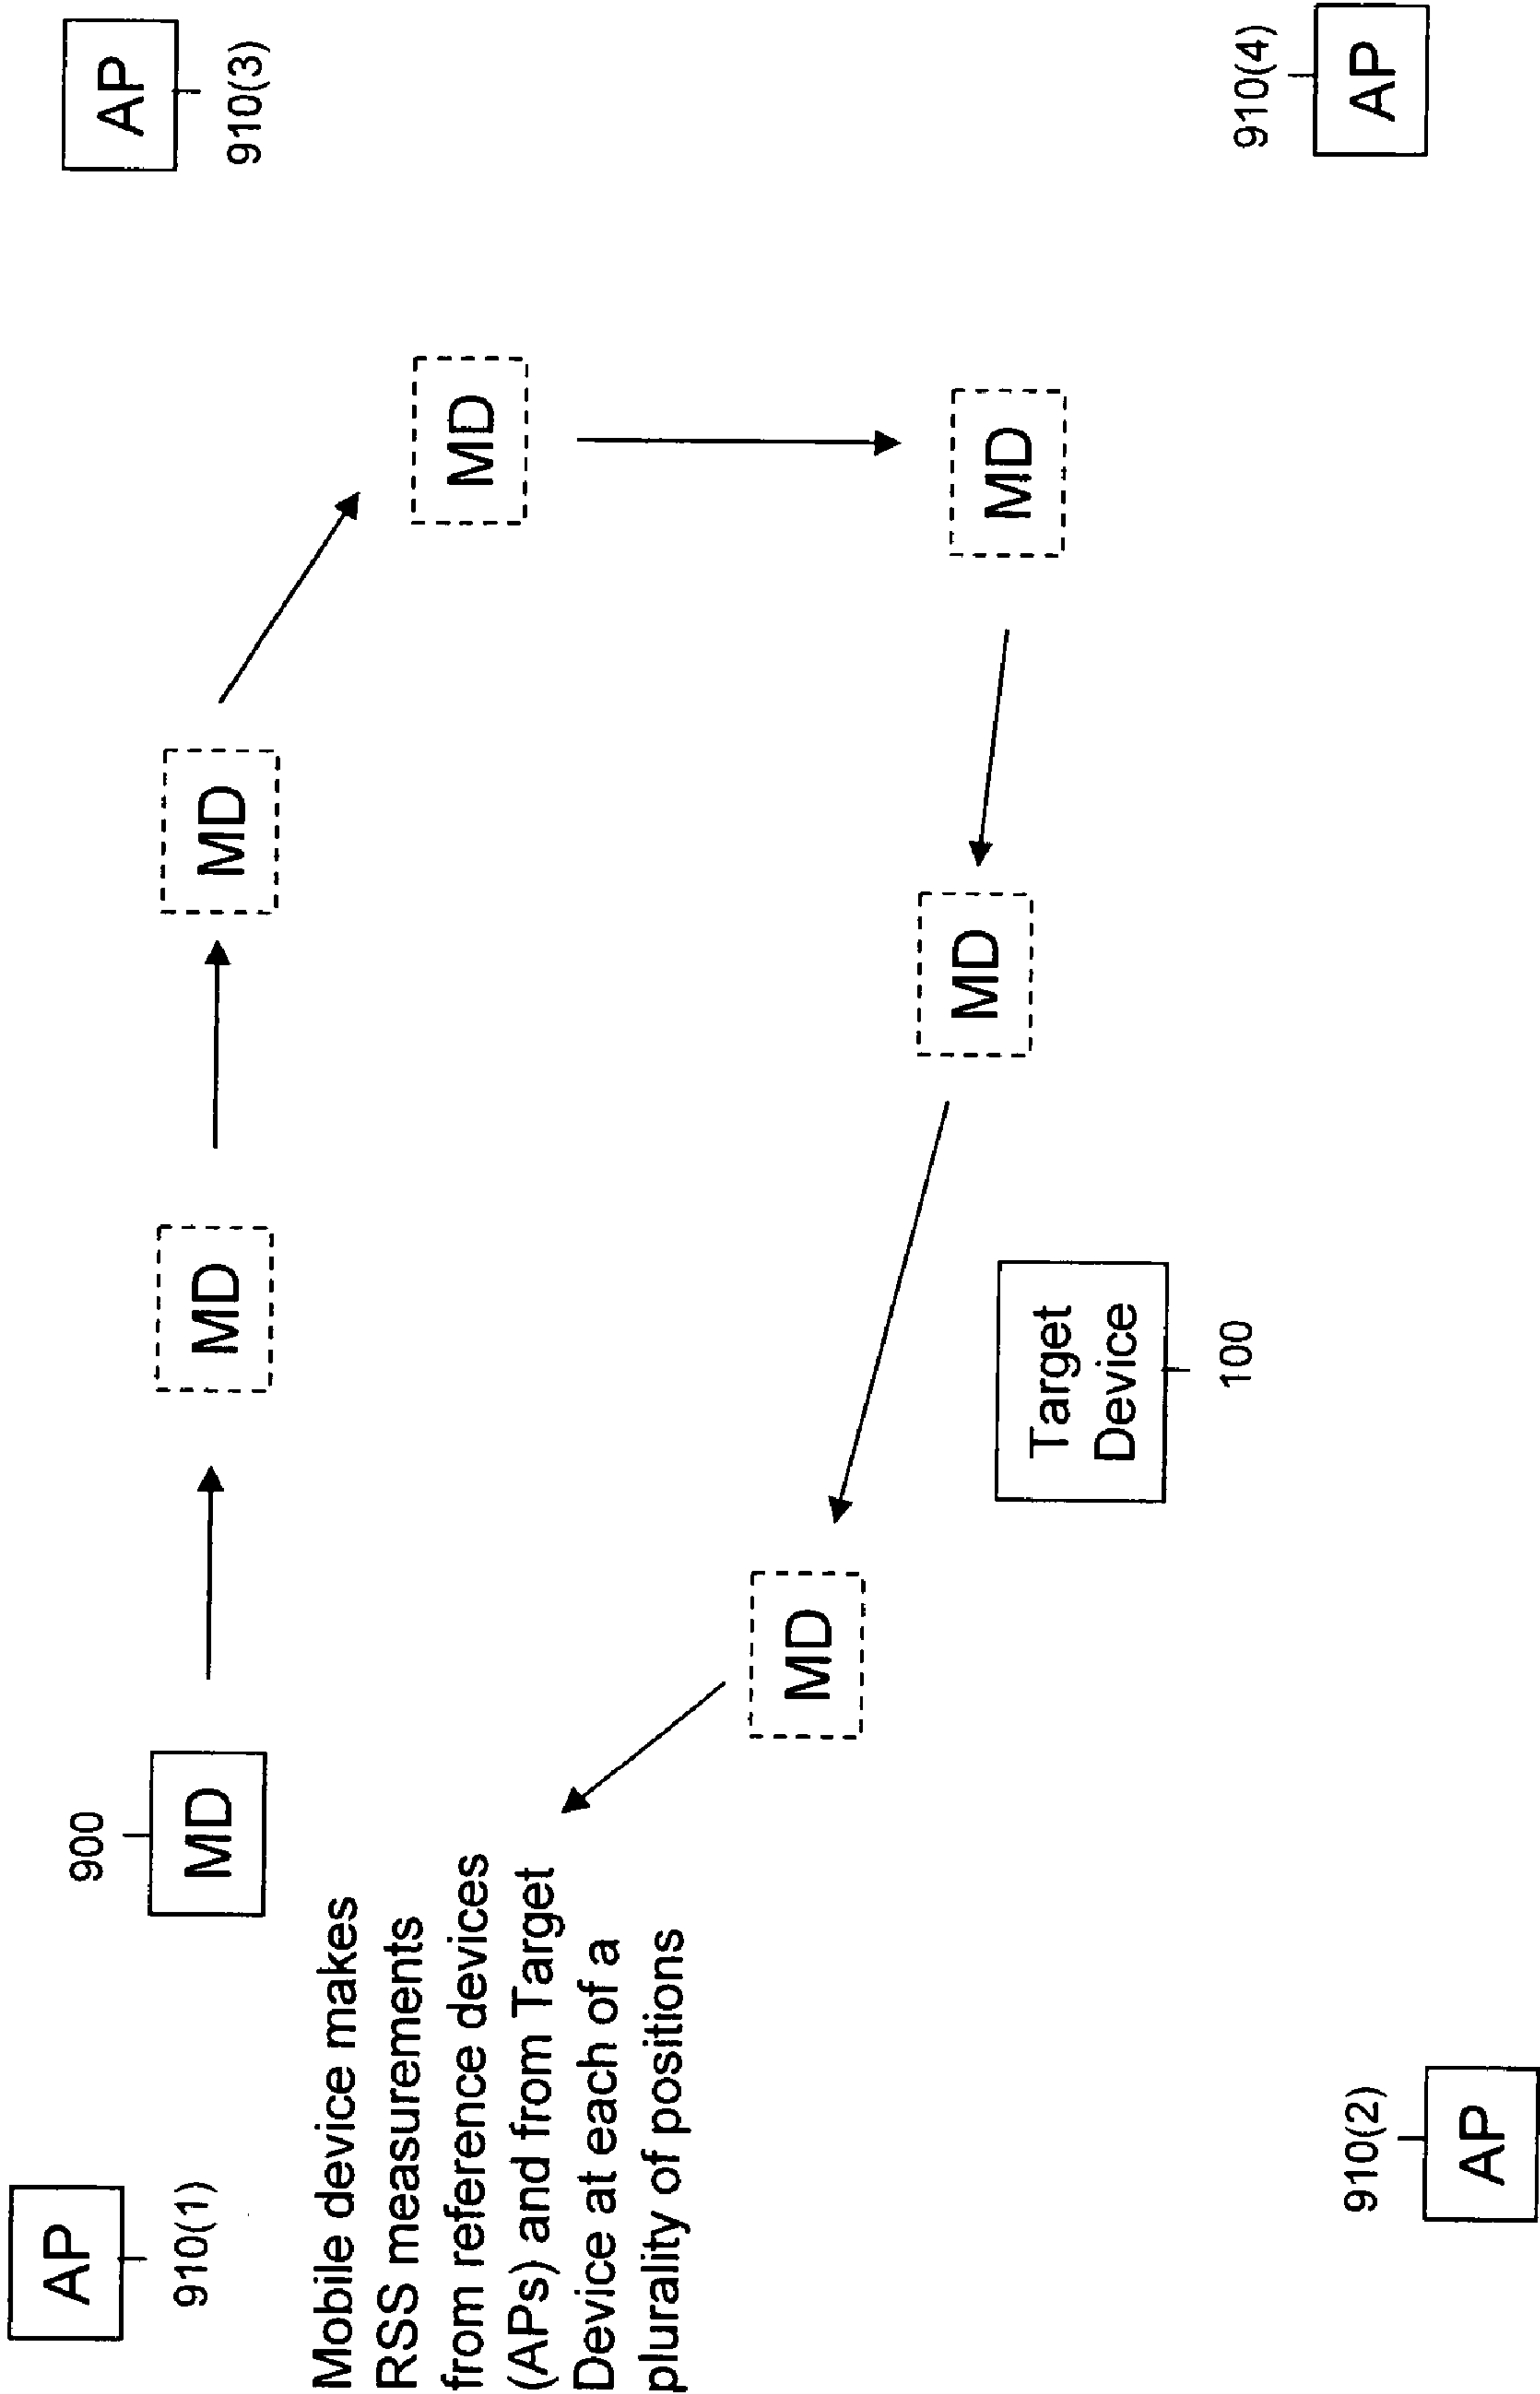 AP
910(1)
900
MD
MD
MD
AP
910(3)
Mobile device makes
RSS measurements
from reference devices
(APs) and from Target
Device at each of a
plurality of positions
MD
MD
MD
MD
Target
Device
100
910(2)
AP
910(4)
AP